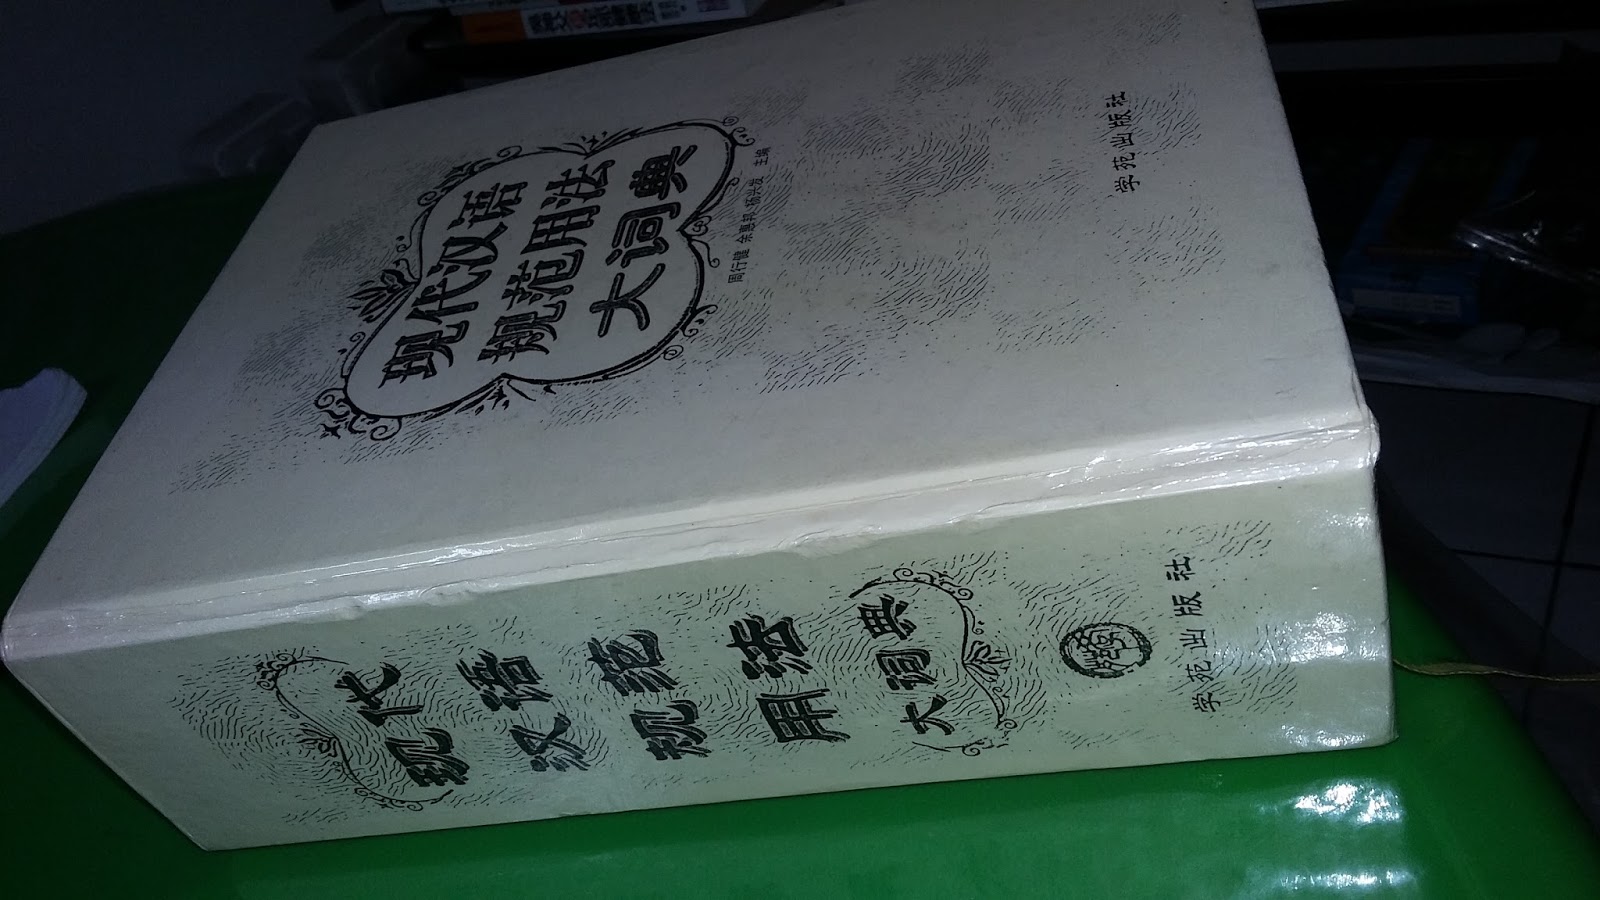 现代汉语
规范用法
大词典
周行健 余惠邦 杨兴发 主编
学苑出版社
现代
汉语
规范
用法
大词典
学苑出版社